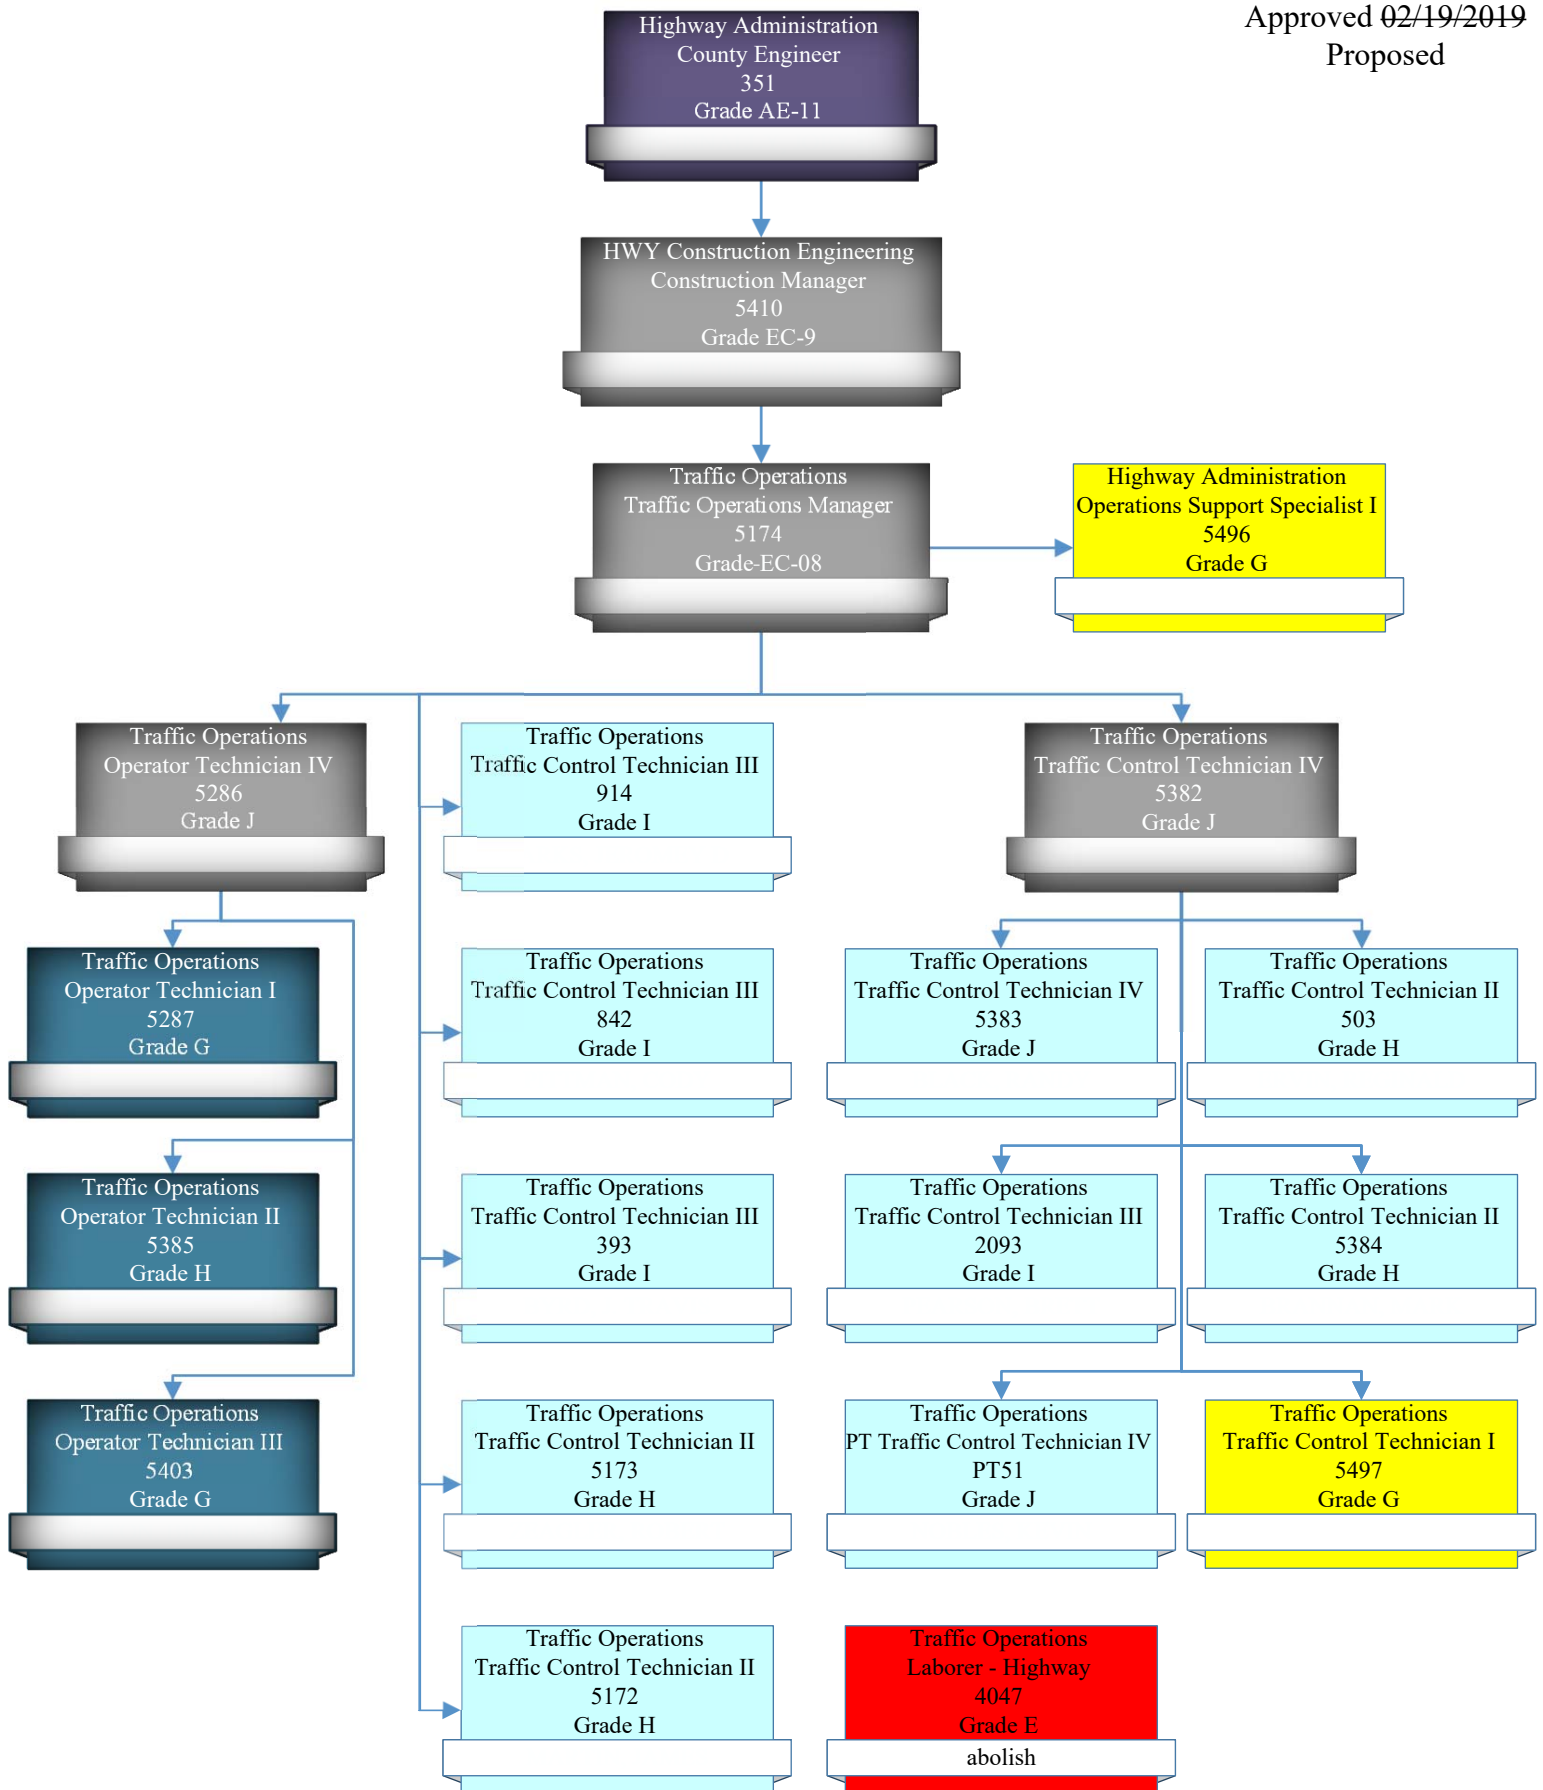 Approved 02/19/2019
Proposed
Highway Administration
County Engineer
351
Grade AE-11
HWY Construction Engineering
Construction Manager
5410
Grade EC-9
Traffic Operations
Traffic Operations Manager
5174
Grade-EC-08
Highway Administration
Operations Support Specialist I
5496
Grade G
Traffic Operations
Operator Technician IV
5286
Grade J
Traffic Operations
Traffic Control Technician III
914
Grade I
Traffic Operations
Traffic Control Technician IV
5382
Grade J
Traffic Operations
Operator Technician I
5287
Grade G
Traffic Operations
Traffic Control Technician III
842
Grade I
Traffic Operations
Traffic Control Technician IV
5383
Grade J
Traffic Operations
Traffic Control Technician II
503
Grade H
Traffic Operations
Operator Technician II
5385
Grade H
Traffic Operations
Traffic Control Technician III
393
Grade I
Traffic Operations
Traffic Control Technician III
2093
Grade I
Traffic Operations
Traffic Control Technician II
5384
Grade H
Traffic Operations
Operator Technician III
5403
Grade G
Traffic Operations
Traffic Control Technician II
5173
Grade H
Traffic Operations
PT Traffic Control Technician IV
PT51
Grade J
Traffic Operations
Traffic Control Technician I
5497
Grade G
Traffic Operations
Traffic Control Technician II
5172
Grade H
Traffic Operations
Laborer - Highway
4047
Grade E
abolish